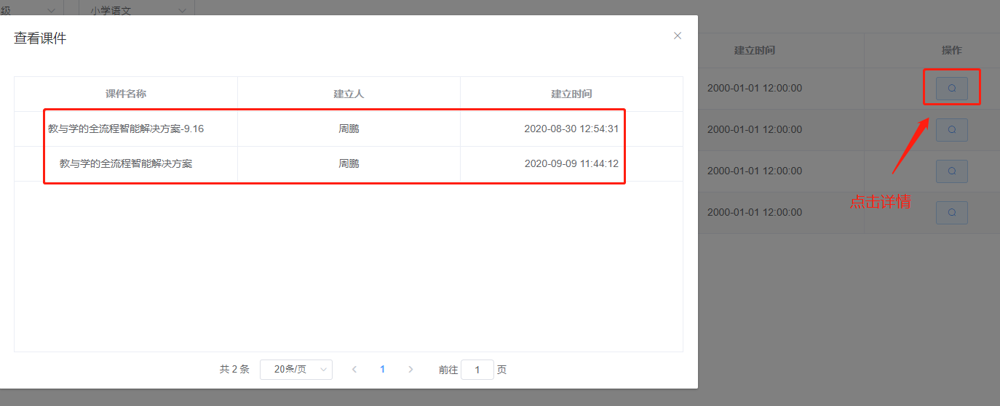 级
小学语文
查看课件
建立时间
操作
课件名称
建立人
建立时间
2000-01-01 12:00:00
教与学的全流程智能解决方案-9.16
周鹏
2020-08-30 12:54:31
2000-01-01 12:00:00
教与学的全流程智能解决方案
周鹏
2020-09-09 11:44:12
2000-01-01 12:00:00
点击详情
2000-01-01 12:00:00
共 2 条
20条/页
1
前往
1
页